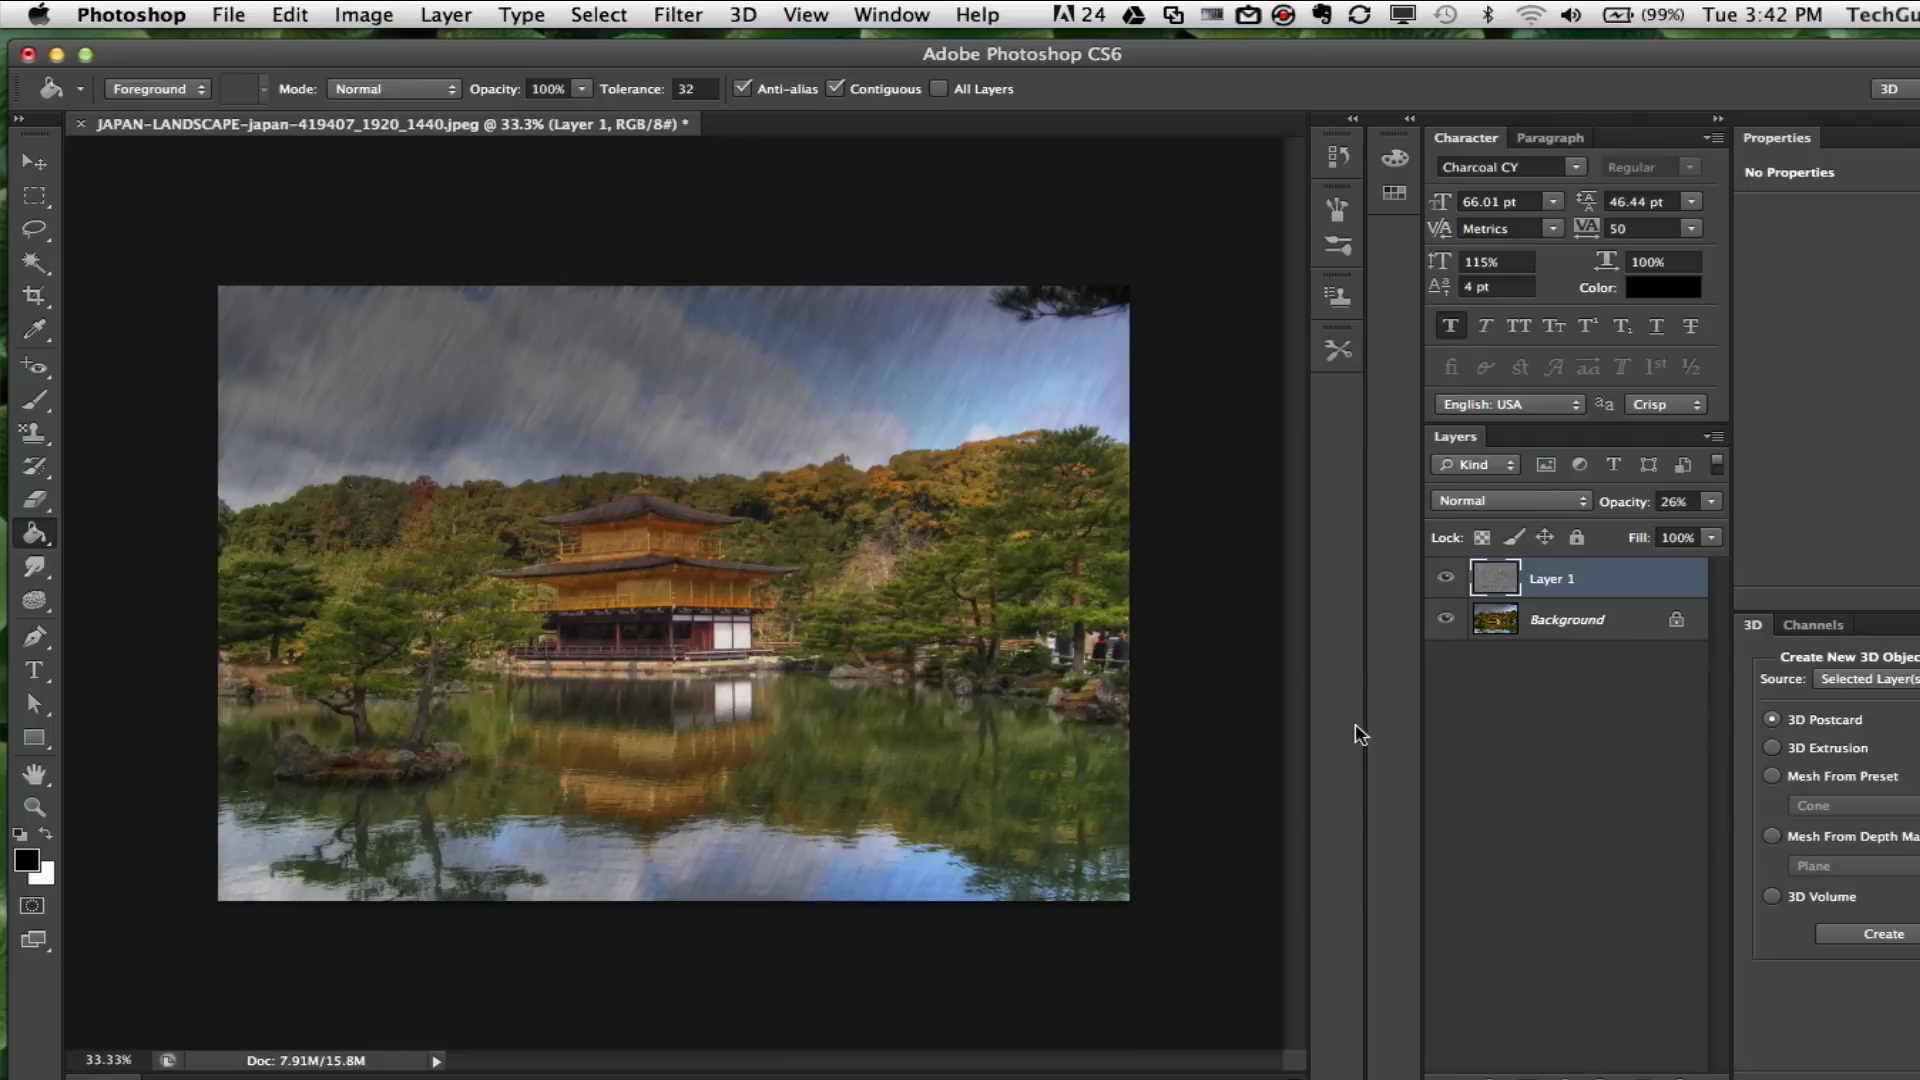 Photoshop File Edit Image Layer Type Select Filter 3D View Window Help 24 (99%) Tue 3:42 PM TechGu
Adobe Photoshop CS6
Foreground Mode: Normal Opacity: 100% Tolerance: 32 Anti-alias Contiguous All Layers 3D
JAPAN-LANDSCAPE-japan-419407_1920_1440.jpeg @ 33.3% (Layer 1, RGB/8#) *
Character Paragraph
Charcoal CY Regular
66.01 pt 46.44 pt
Metrics 50
115% 100%
4 pt Color:
English: USA Crisp
Layers
Kind
Normal Opacity: 26%
Lock: Fill: 100%
Layer 1
Background
Properties
No Properties
3D Channels
Create New 3D Objec
Source: Selected Layer(s
3D Postcard
3D Extrusion
Mesh From Preset
Cone
Mesh From Depth Ma
Plane
3D Volume
Create
33.33% Doc: 7.91M/15.8M